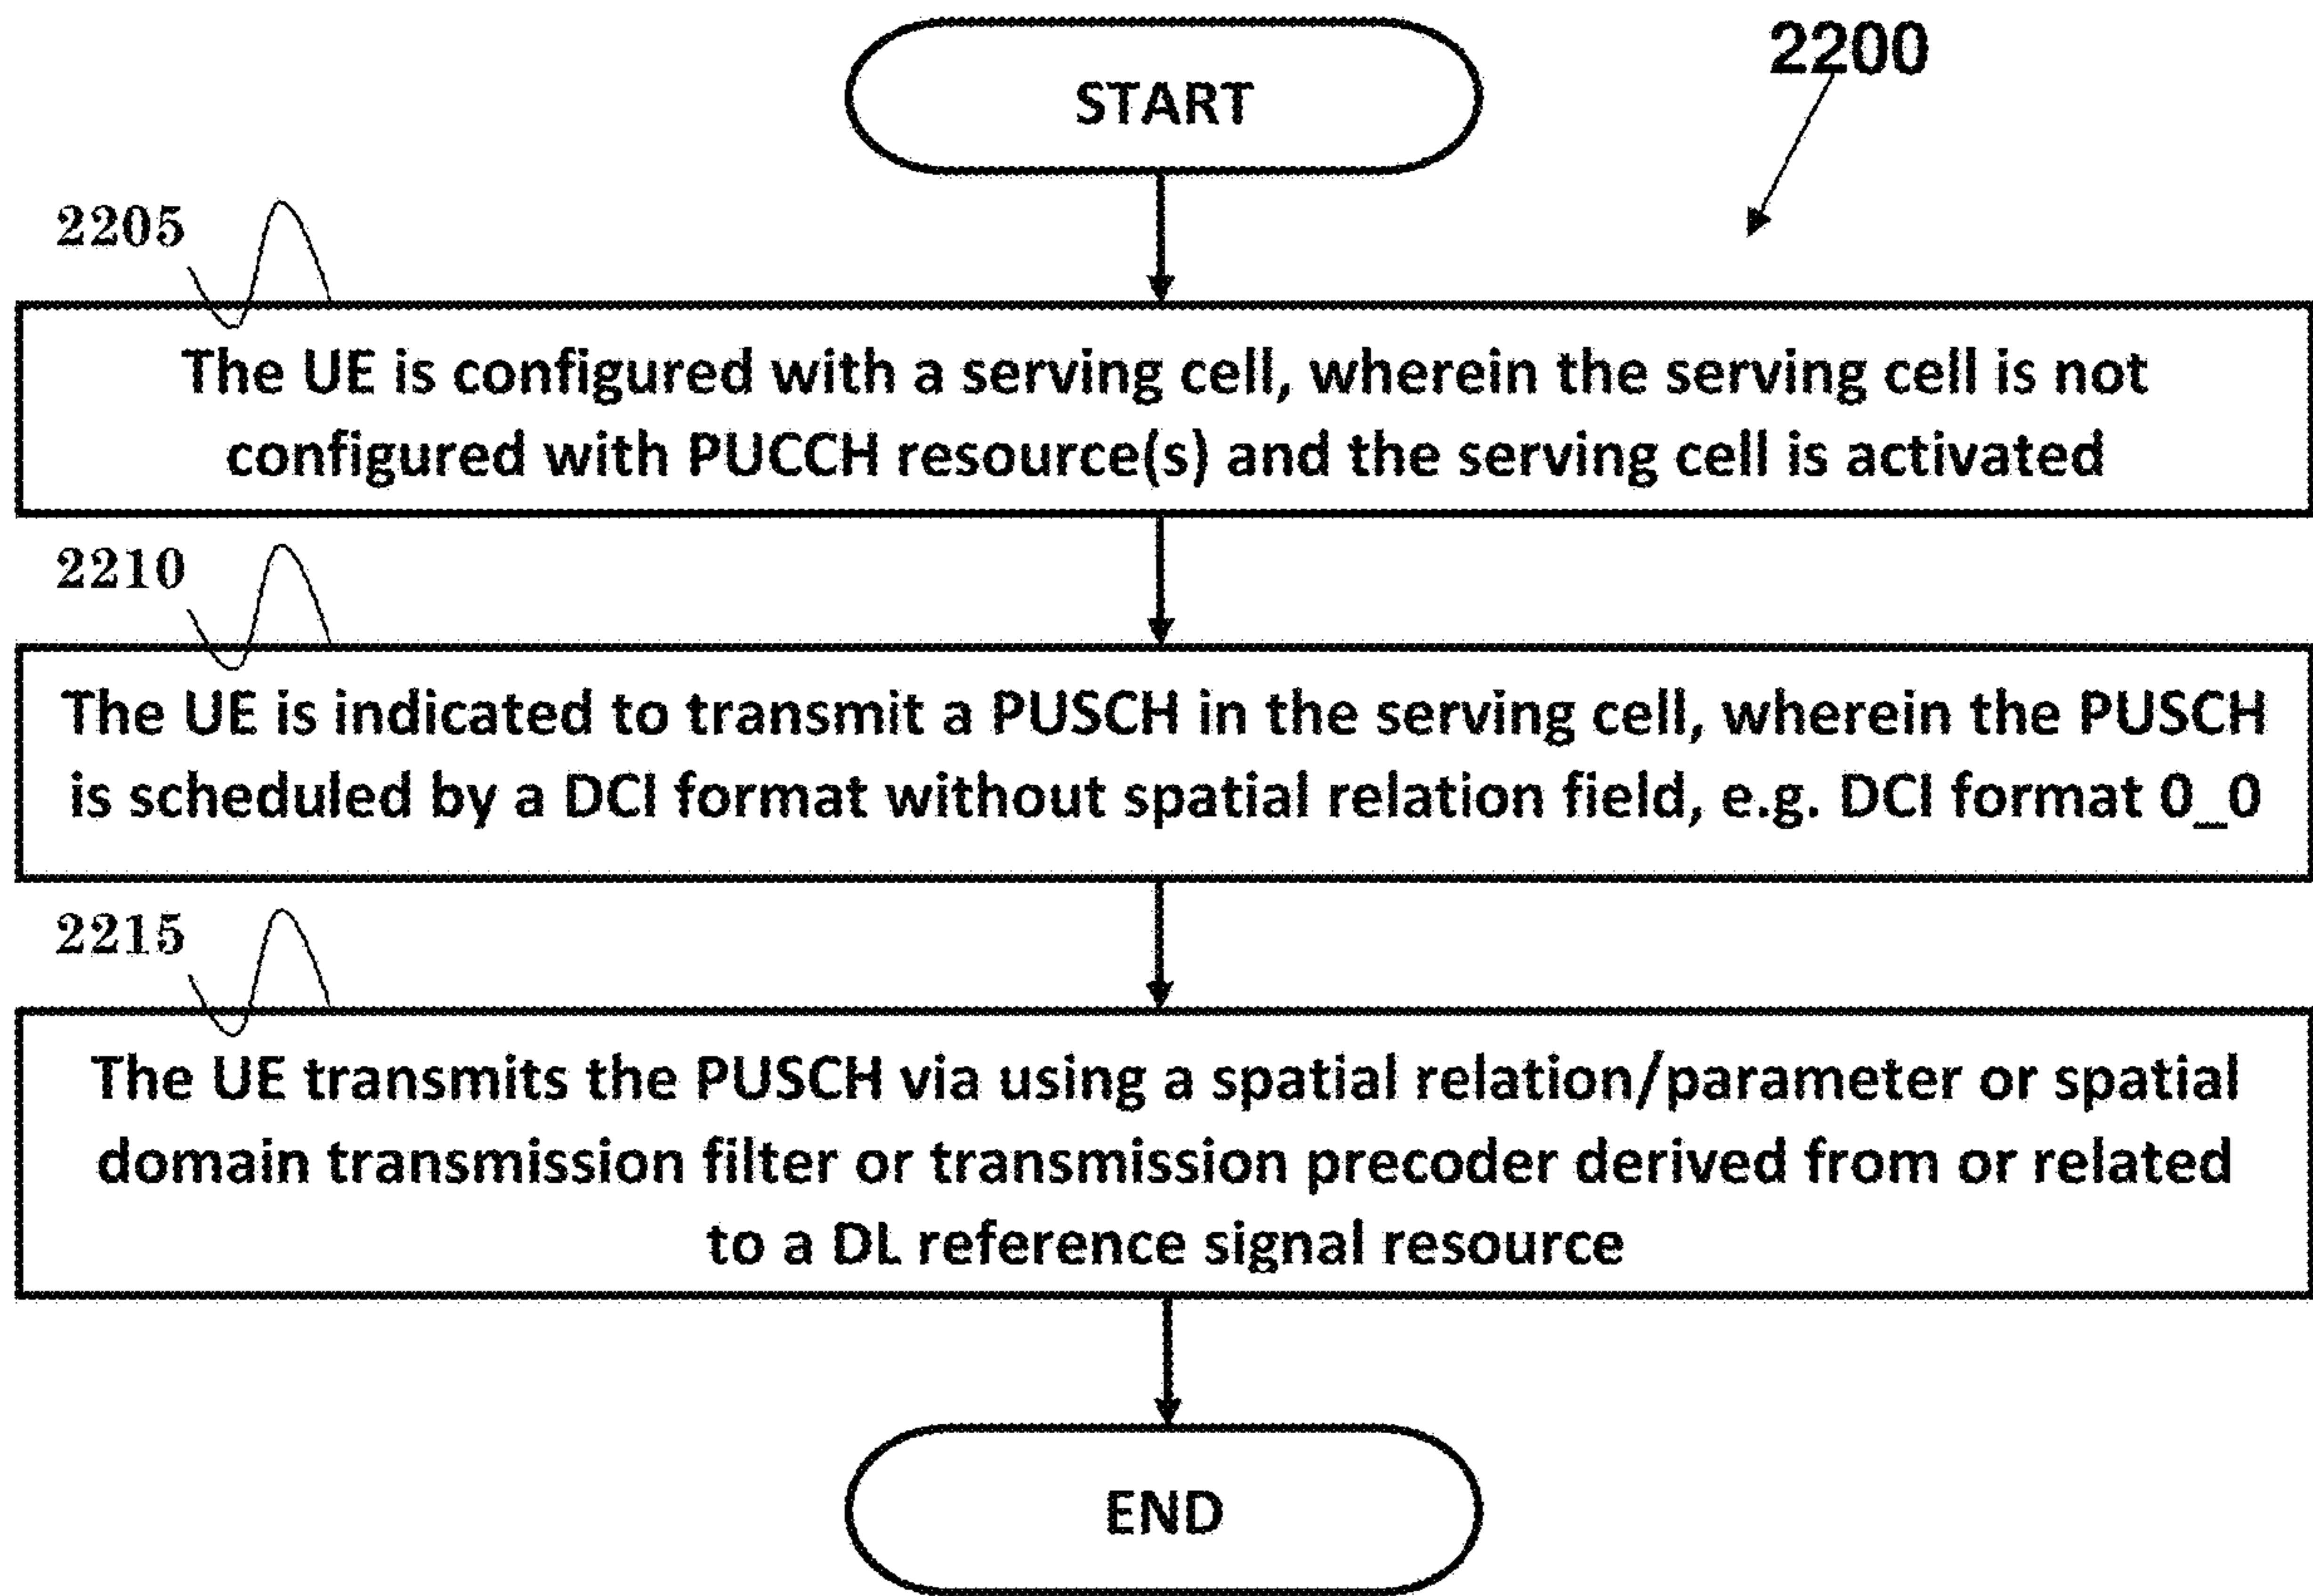 START
2200
2205
The UE is configured with a serving cell, wherein the serving cell is not
configured with PUCCH resource(s) and the serving cell is activated
2210
The UE is indicated to transmit a PUSCH in the serving cell, wherein the PUSCH
is scheduled by a DCI format without spatial relation field, e.g. DCI format 0_0
2215
The UE transmits the PUSCH via using a spatial relation/parameter or spatial
domain transmission filter or transmission precoder derived from or related
to a DL reference signal resource
END